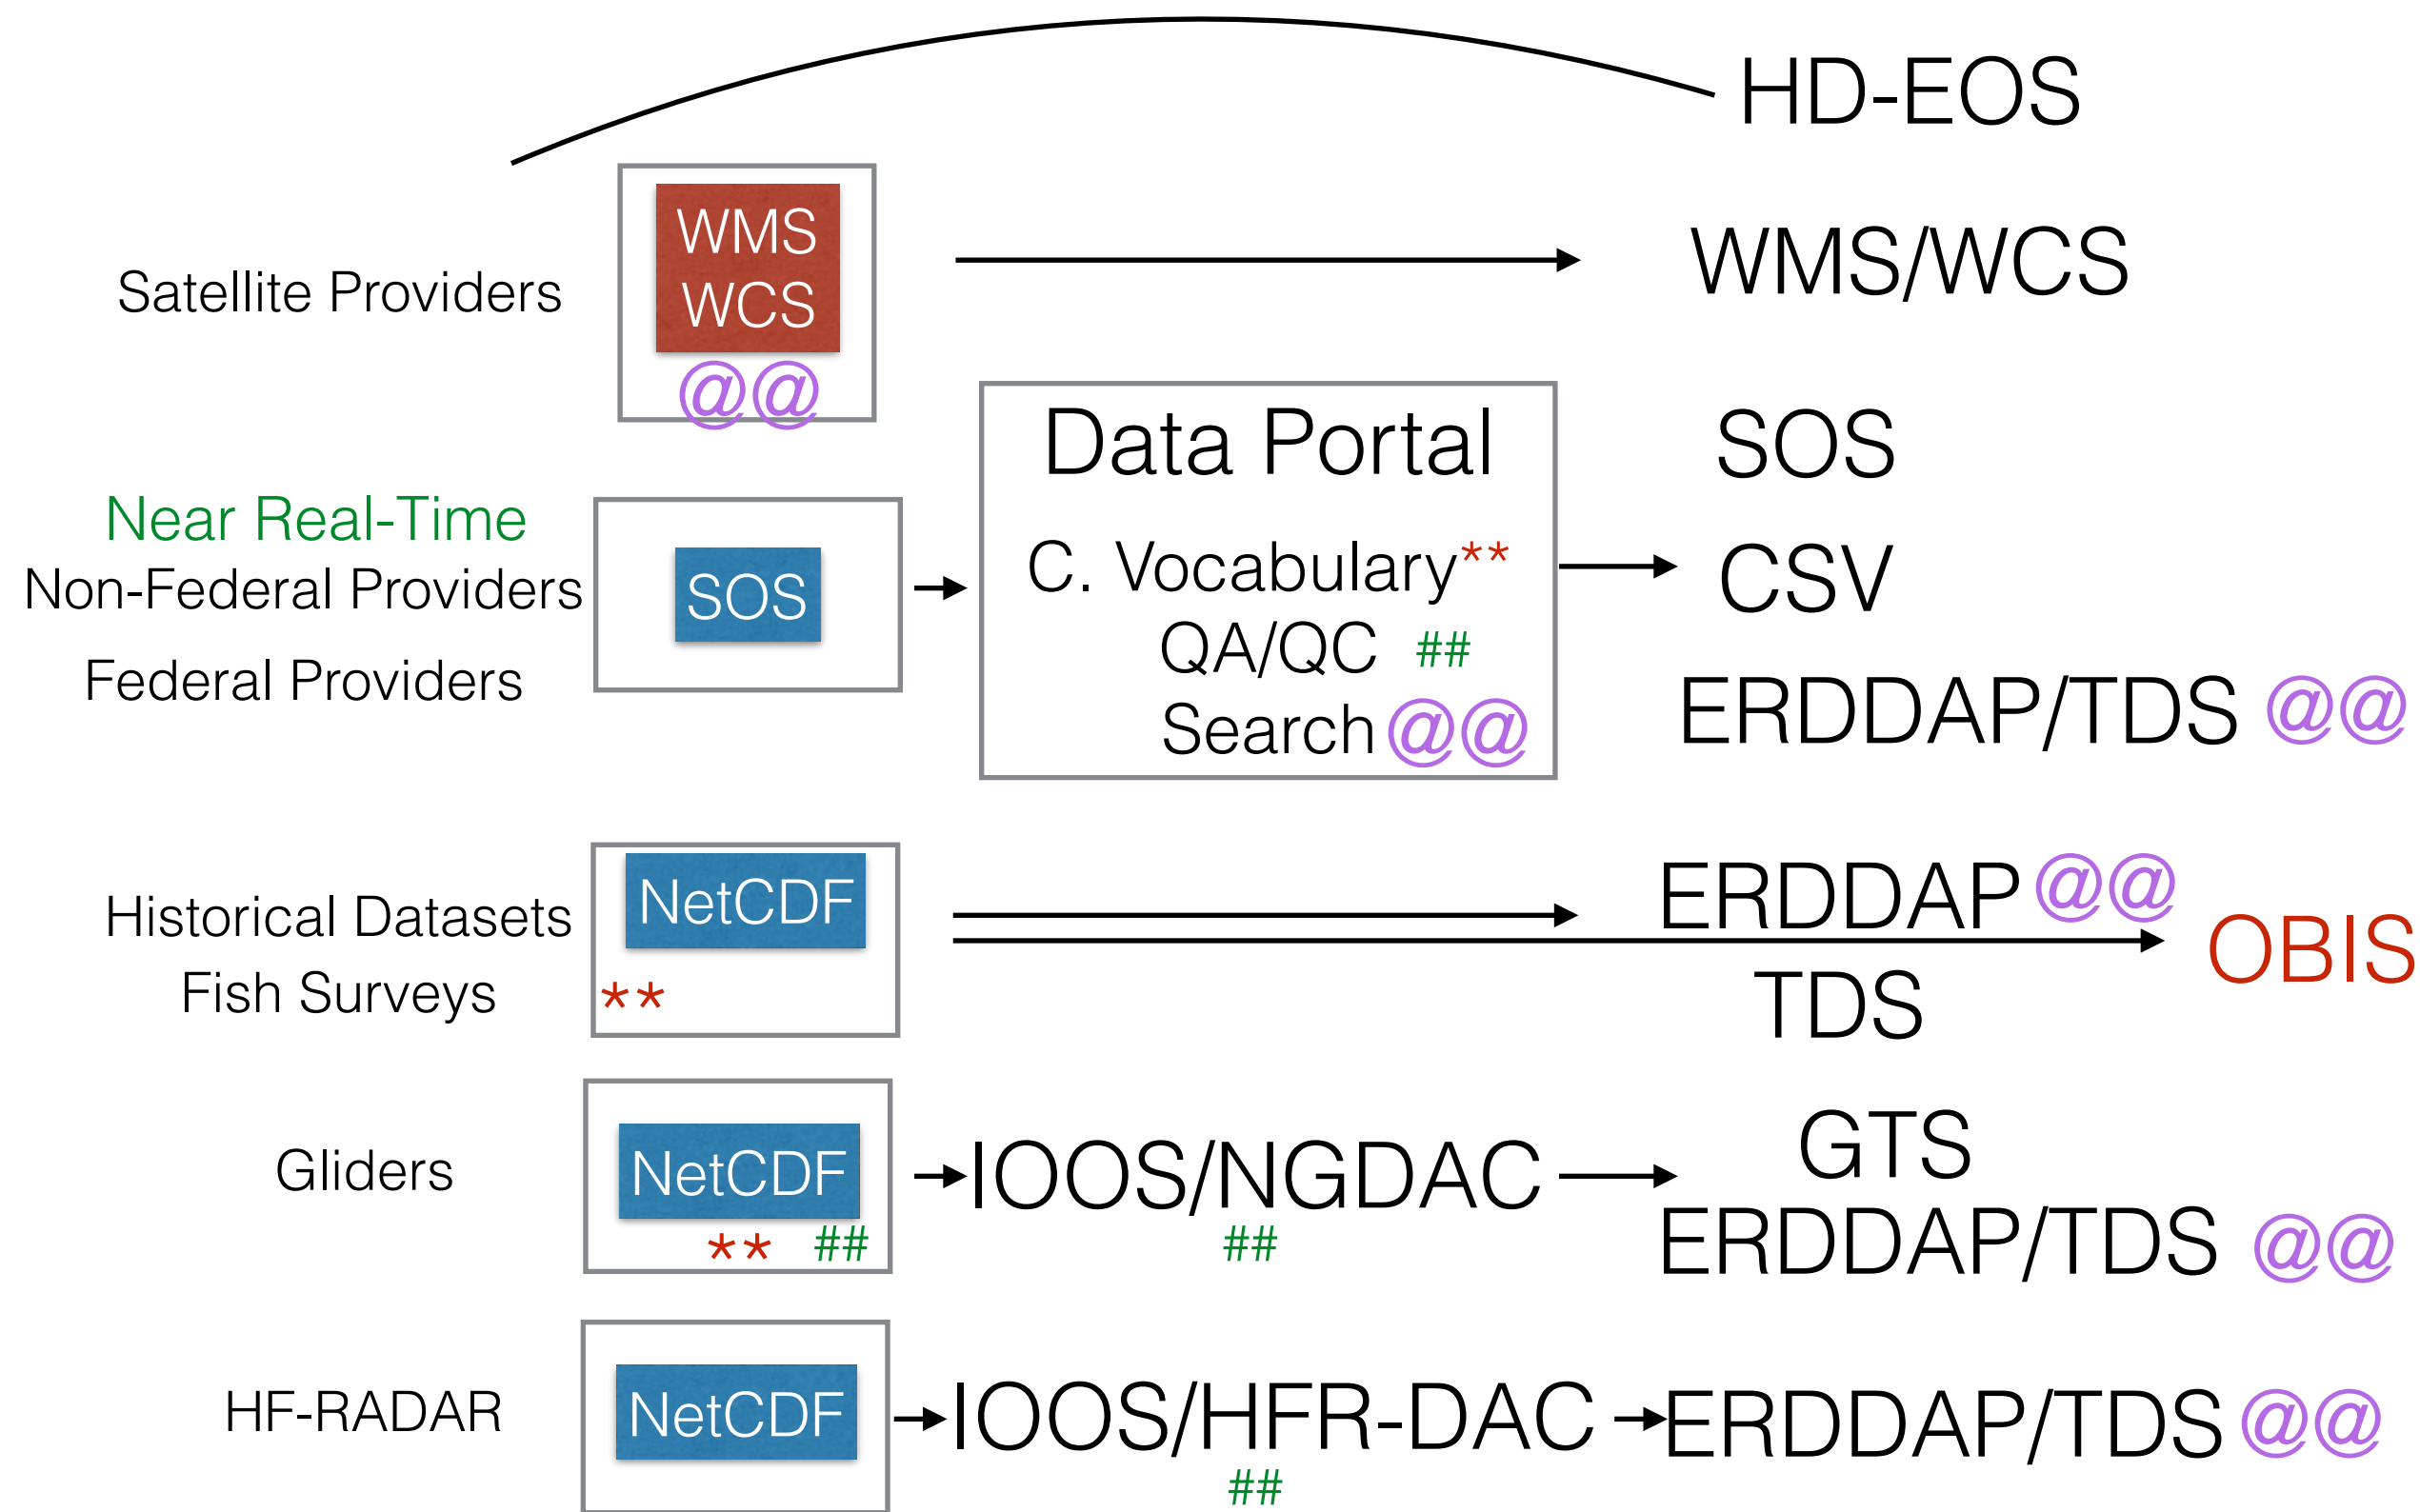 HD-EOS
Satellite Providers
WMS
WCS
@@
WMS/WCS
Near Real-Time
Non-Federal Providers
Federal Providers
SOS
Data Portal
C. Vocabulary**
QA/QC ##
Search @@
SOS
CSV
ERDDAP/TDS @@
Historical Datasets
Fish Surveys
NetCDF
**
ERDDAP @@
TDS
OBIS
Gliders
NetCDF
** ##
IOOS/NGDAC
##
GTS
ERDDAP/TDS @@
HF-RADAR
NetCDF
IOOS/HFR-DAC
##
ERDDAP/TDS @@